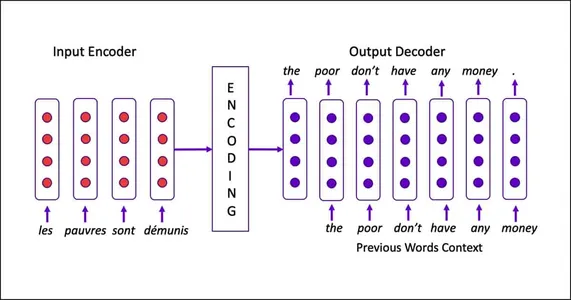 Input Encoder
Output Decoder
the poor don't have any money .
ENCODING
les pauvres sont démunis
the poor don't have any money
Previous Words Context